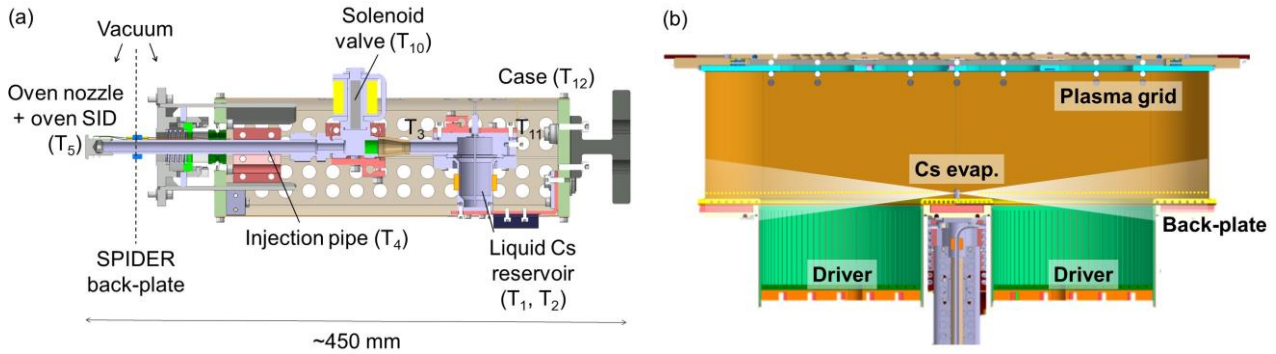 (a)
Vacuum
Solenoid
valve (T₁₀)
Case (T₁₂)
Oven nozzle
+ oven SID
(T₅)
T₃
T₁₁
Injection pipe (T₄)
SPIDER
back-plate
Liquid Cs
reservoir
(T₁, T₂)
~450 mm
(b)
Plasma grid
Cs evap.
Back-plate
Driver
Driver